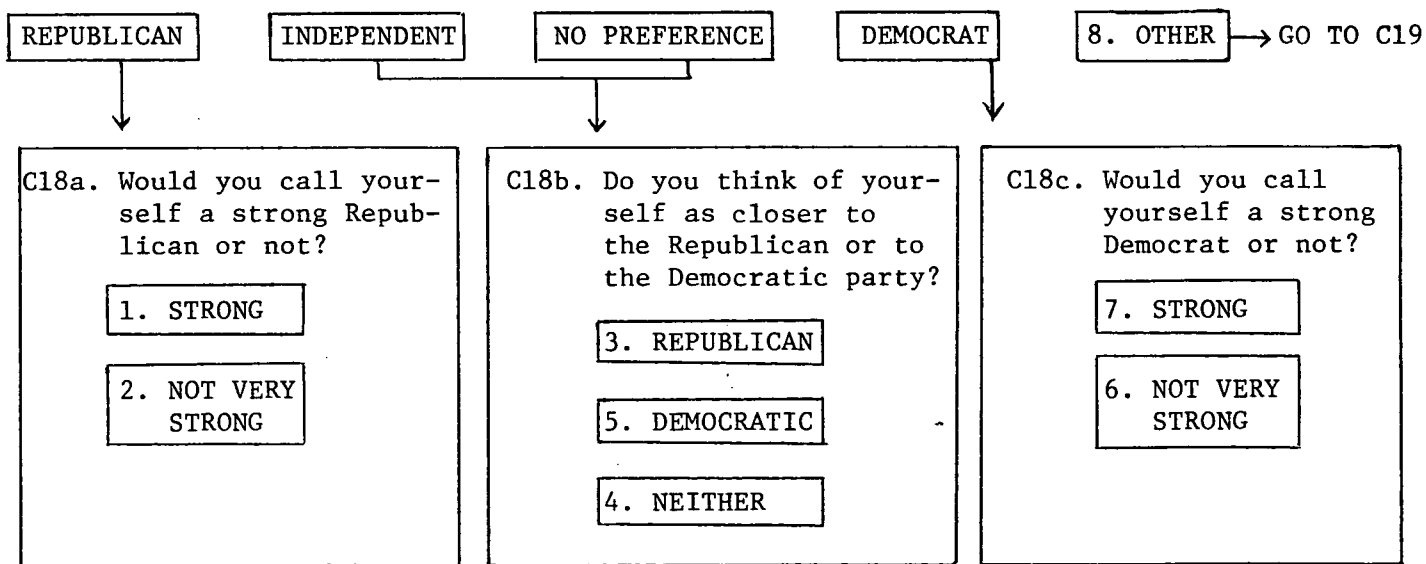 REPUBLICAN INDEPENDENT NO PREFERENCE DEMOCRAT 8. OTHER → GO TO C19
C18a. Would you call your-
self a strong Repub-
lican or not?
1. STRONG
2. NOT VERY
STRONG
C18b. Do you think of your-
self as closer to
the Republican or to
the Democratic party?
3. REPUBLICAN
5. DEMOCRATIC
4. NEITHER
C18c. Would you call
yourself a strong
Democrat or not?
7. STRONG
6. NOT VERY
STRONG